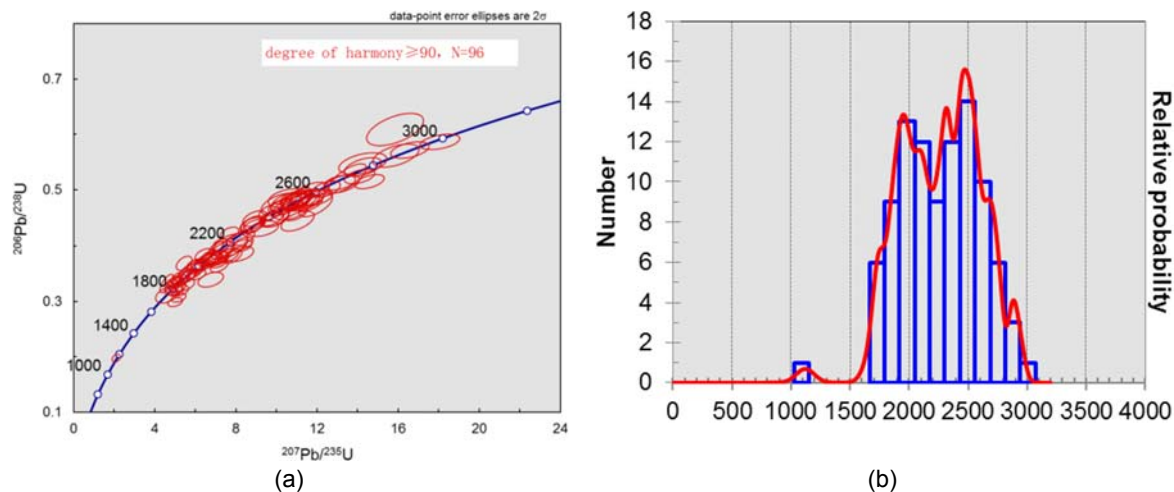 data-point error ellipses are 2σ
degree of harmony≥90, N=96
0.7
0.5
0.3
0.1
²⁰⁶Pb/²³⁸U
1000
1400
1800
2200
2600
3000
0 4 8 12 16 20 24
²⁰⁷Pb/²³⁵U
(a)
18
16
14
12
10
8
6
4
2
0
Number
Relative probability
0 500 1000 1500 2000 2500 3000 3500 4000
(b)